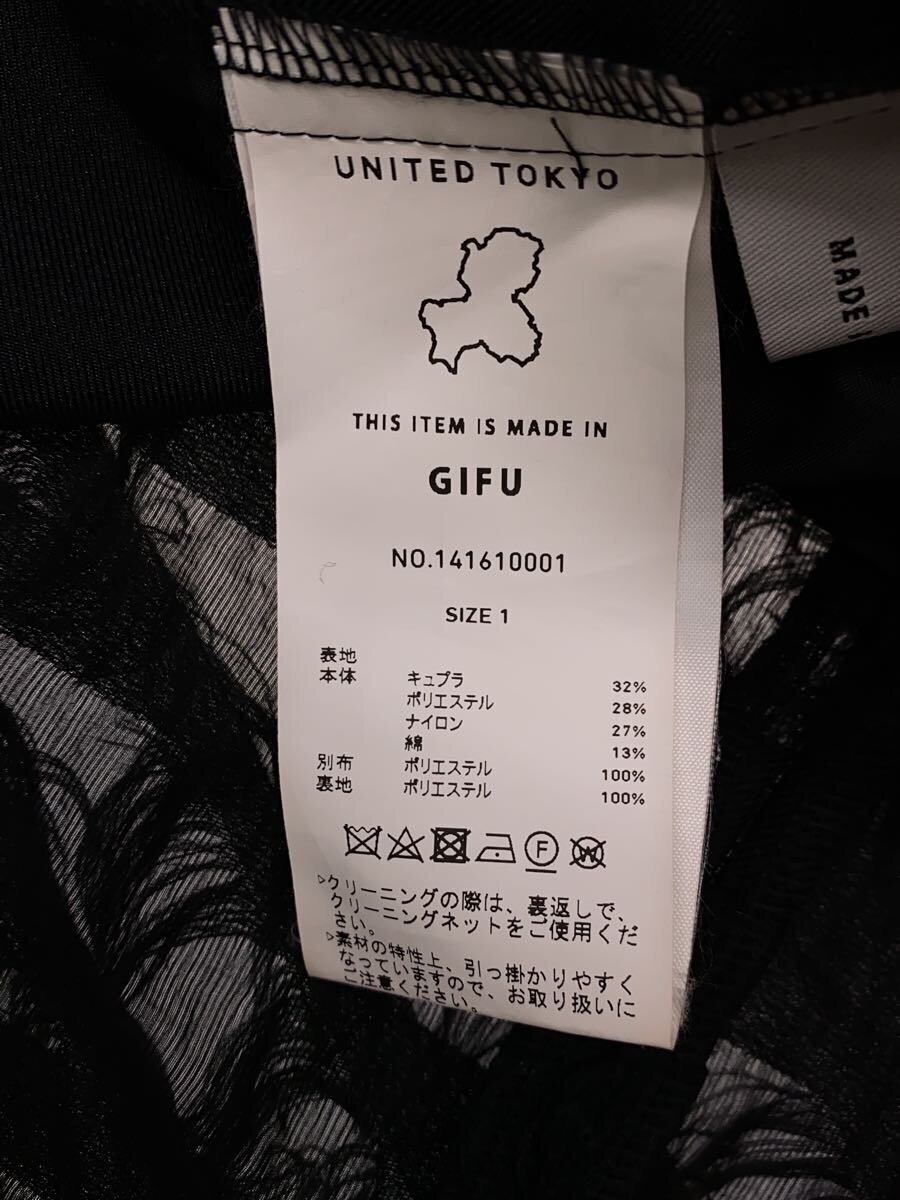 UNITED TOKYO
THIS ITEM IS MADE IN
GIFU
NO.141610001
SIZE 1
表地
本体 キュプラ 32%
ポリエステル 28%
ナイロン 27%
綿 13%
別布 ポリエステル 100%
裏地 ポリエステル 100%
F
W
▷クリーニングの際は、裏返しで、
クリーニングネットをご使用くだ
さい。
▷素材の特性上、引っ掛かりやすく
なっていますので、お取り扱いに
ご注意ください。
MADE